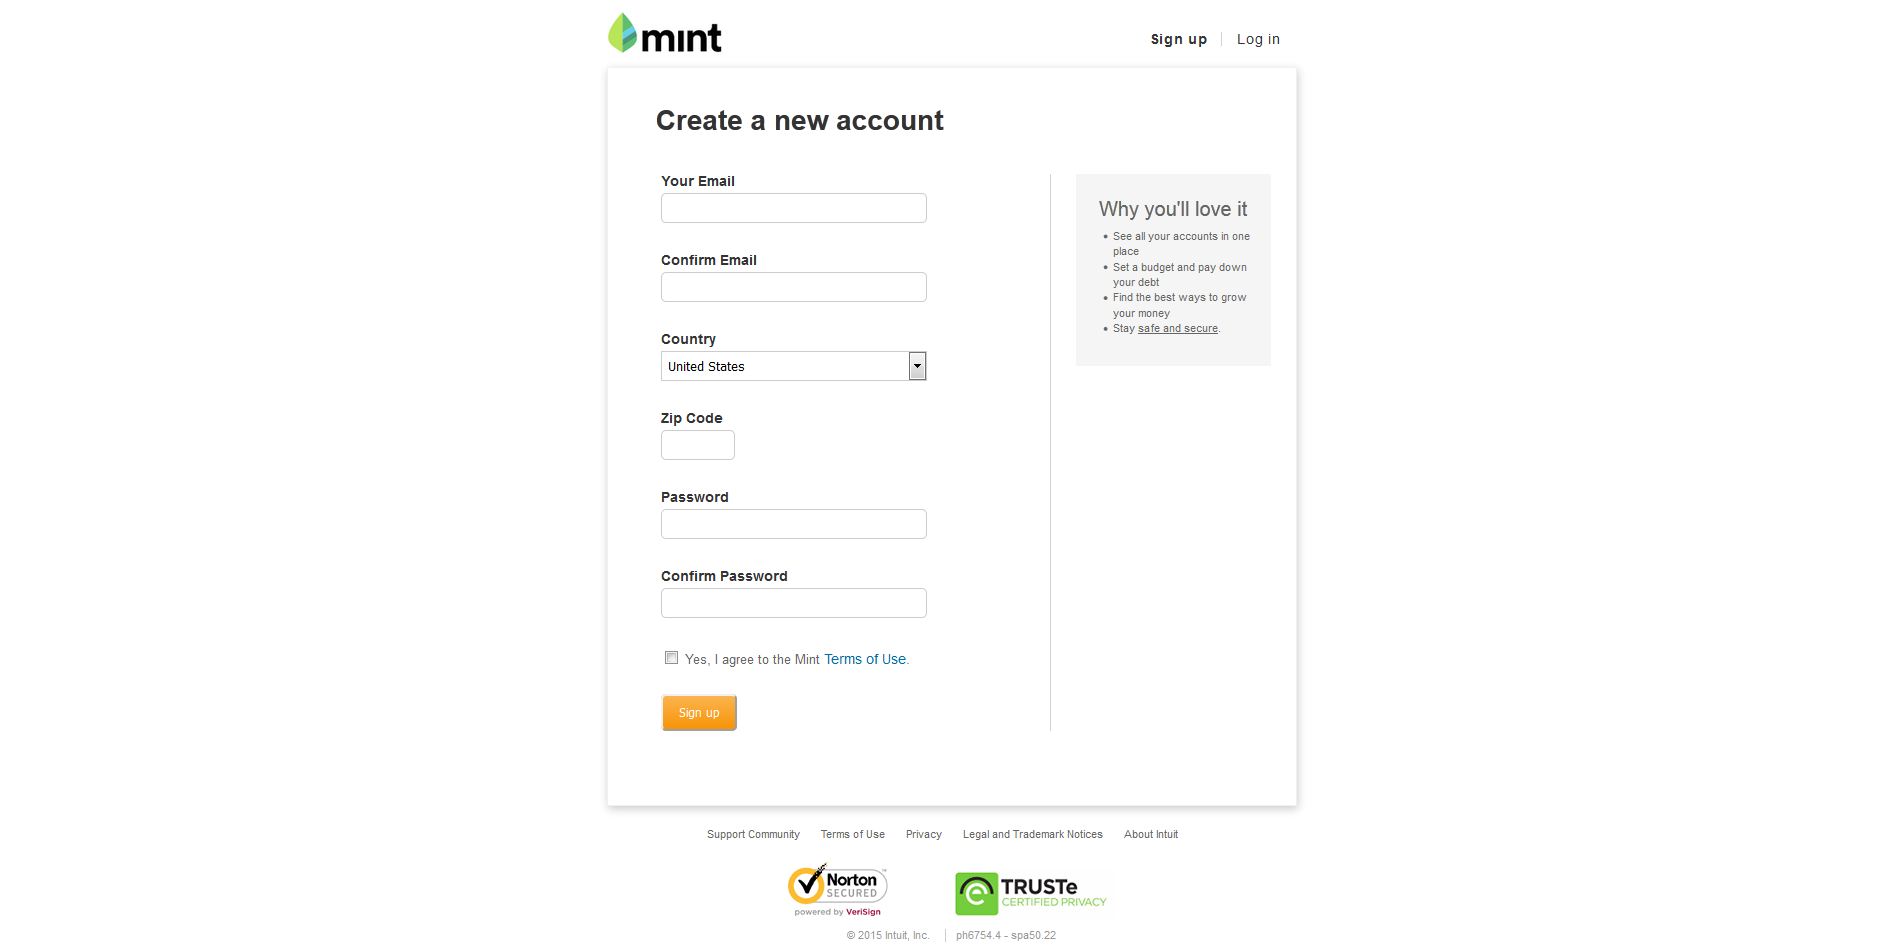 mint
Sign up
Log in
Create a new account
Your Email
Confirm Email
Country
United States
Zip Code
Password
Confirm Password
Yes, I agree to the Mint Terms of Use.
Sign up
Why you'll love it
• See all your accounts in one
place
• Set a budget and pay down
your debt
• Find the best ways to grow
your money
• Stay safe and secure.
Support Community
Terms of Use
Privacy
Legal and Trademark Notices
About Intuit
Norton
SECURED
powered by VeriSign
TRUSTe
CERTIFIED PRIVACY
© 2015 Intuit, Inc.
ph6754.4 - spa50.22